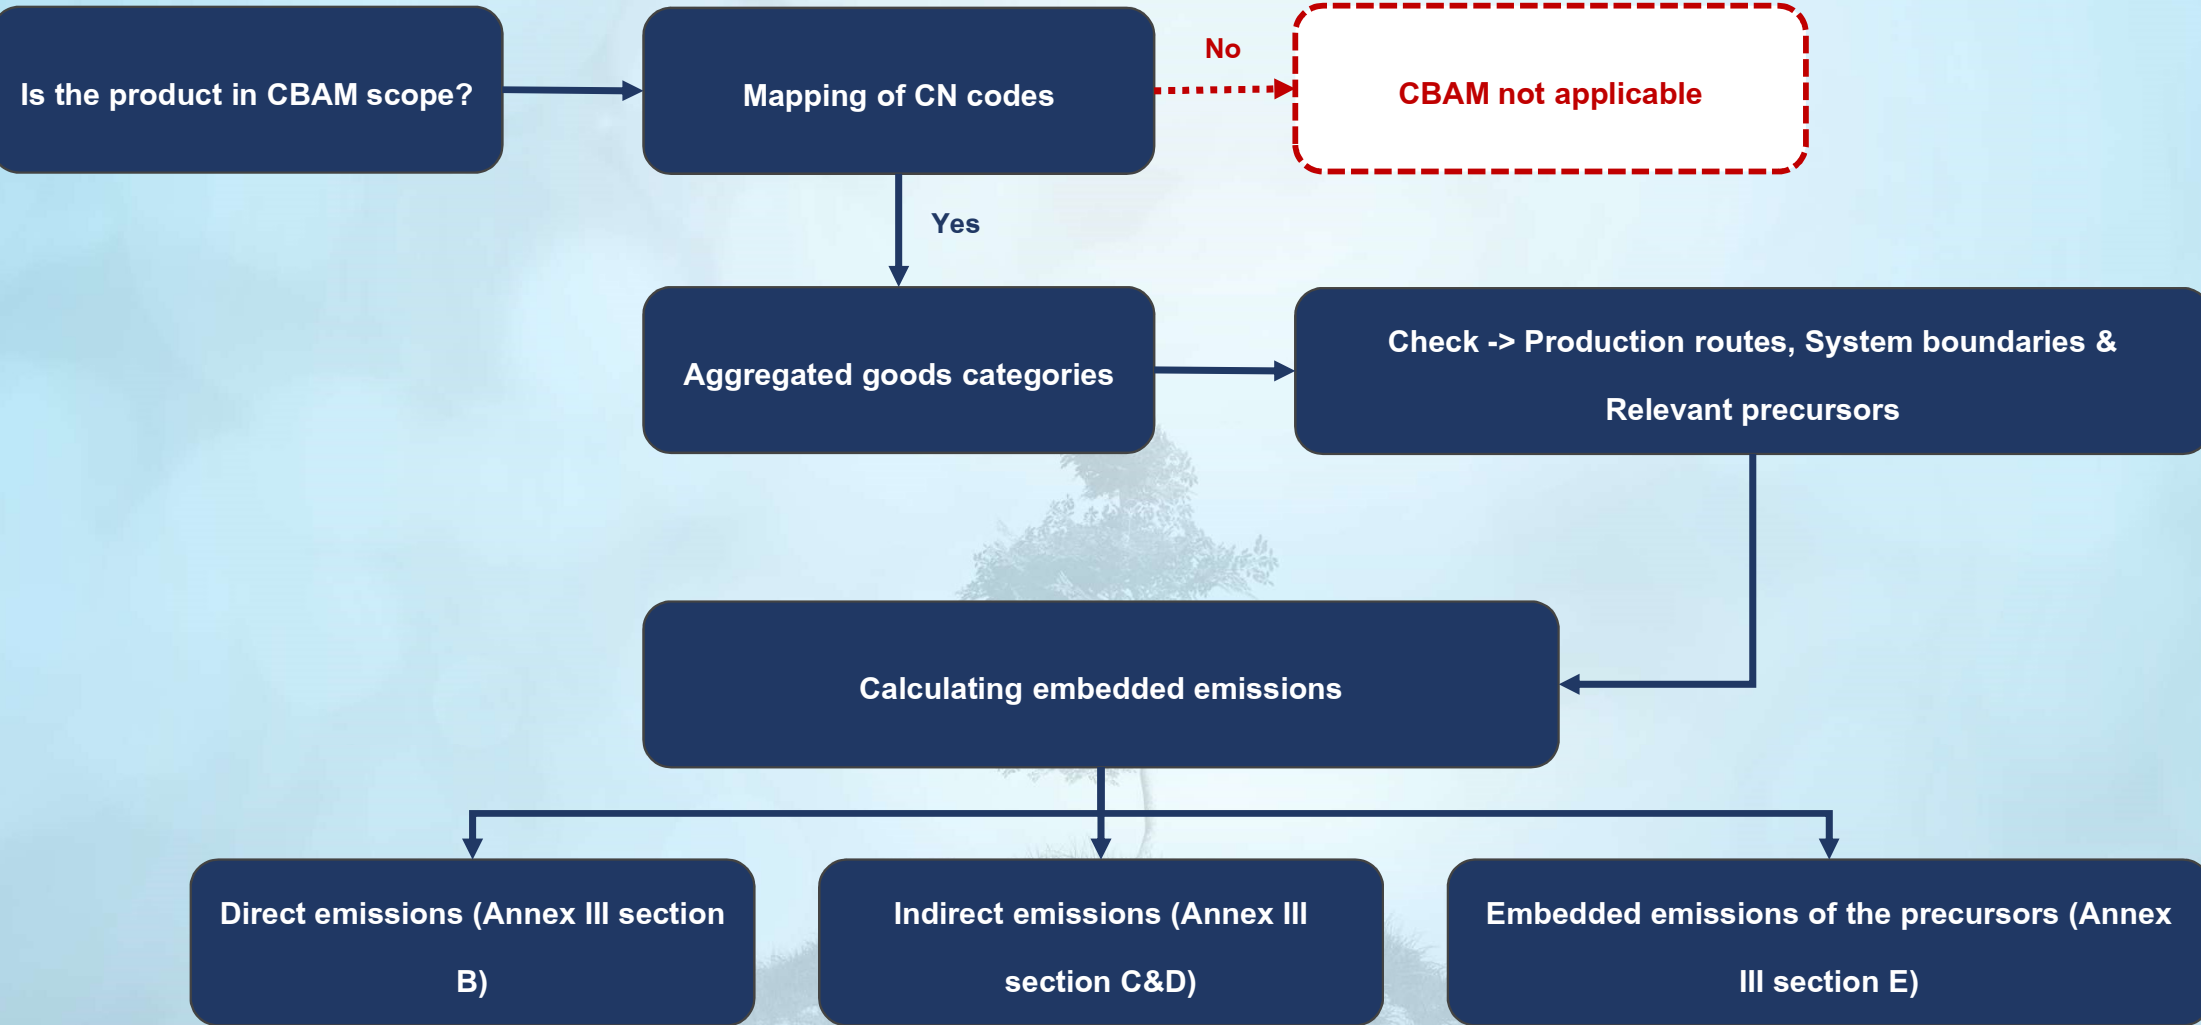 Is the product in CBAM scope?
Mapping of CN codes
No
CBAM not applicable
Yes
Aggregated goods categories
Check -> Production routes, System boundaries &
Relevant precursors
Calculating embedded emissions
Direct emissions (Annex III section
B)
Indirect emissions (Annex III
section C&D)
Embedded emissions of the precursors (Annex
III section E)